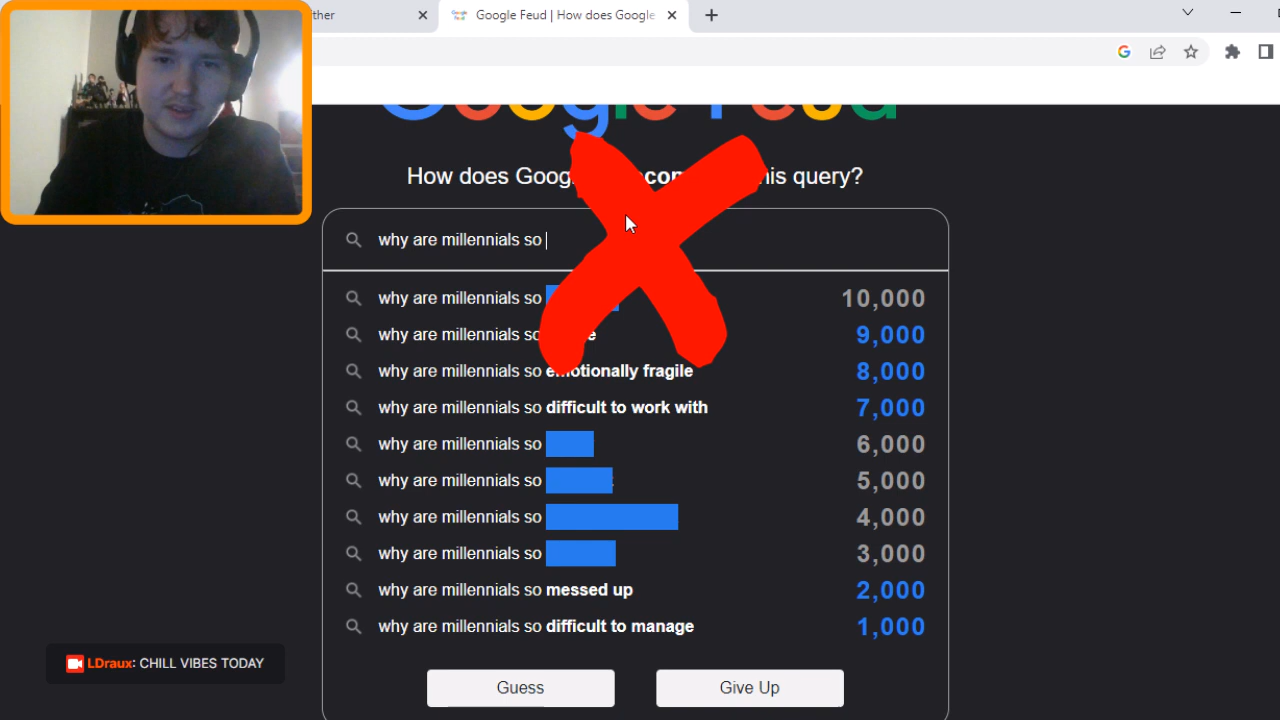 ther
Google Feud | How does Google
Google Feud
How does Goog his query?
why are millennials so
why are millennials so 10,000
why are millennials so 9,000
why are millennials so emotionally fragile 8,000
why are millennials so difficult to work with 7,000
why are millennials so 6,000
why are millennials so 5,000
why are millennials so 4,000
why are millennials so 3,000
why are millennials so messed up 2,000
why are millennials so difficult to manage 1,000
LDraux: CHILL VIBES TODAY
Guess
Give Up